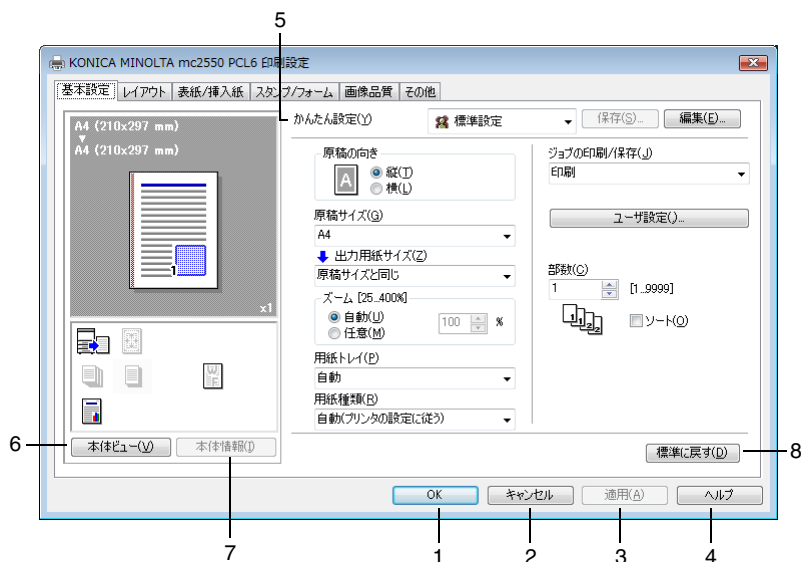 5
KONICA MINOLTA mc2550 PCL6 印刷設定
基本設定 レイアウト 表紙/挿入紙 スタンプ/フォーム 画像品質 その他
A4 (210x297 mm)
A4 (210x297 mm)
1
x1
かんたん設定(Y) 標準設定 保存(S)... 編集(E)...
原稿の向き
A
縦(T)
横(L)
原稿サイズ(G)
A4
出力用紙サイズ(Z)
原稿サイズと同じ
ズーム [25..400%]
自動(U)
任意(M)
100 %
用紙トレイ(P)
自動
用紙種類(R)
自動(プリンタの設定に従う)
ジョブの印刷/保存(J)
印刷
ユーザ設定(.)...
部数(C)
1 [1..9999]
1 1 2 2
ソート(O)
W
F
6 本体ビュー(V) 本体情報(I)
標準に戻す(D) 8
OK キャンセル 適用(A) ヘルプ
7 1 2 3 4